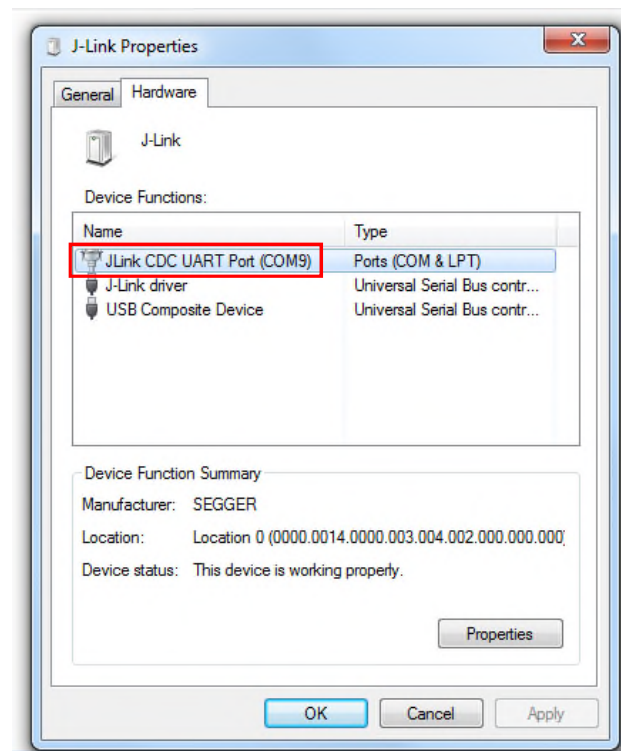 J-Link Properties
General Hardware
J-Link
Device Functions:
Name Type
JLink CDC UART Port (COM9) Ports (COM & LPT)
J-Link driver Universal Serial Bus contr...
USB Composite Device Universal Serial Bus contr...
Device Function Summary
Manufacturer: SEGGER
Location: Location 0 (0000.0014.0000.003.004.002.000.000.000)
Device status: This device is working properly.
Properties
OK Cancel Apply